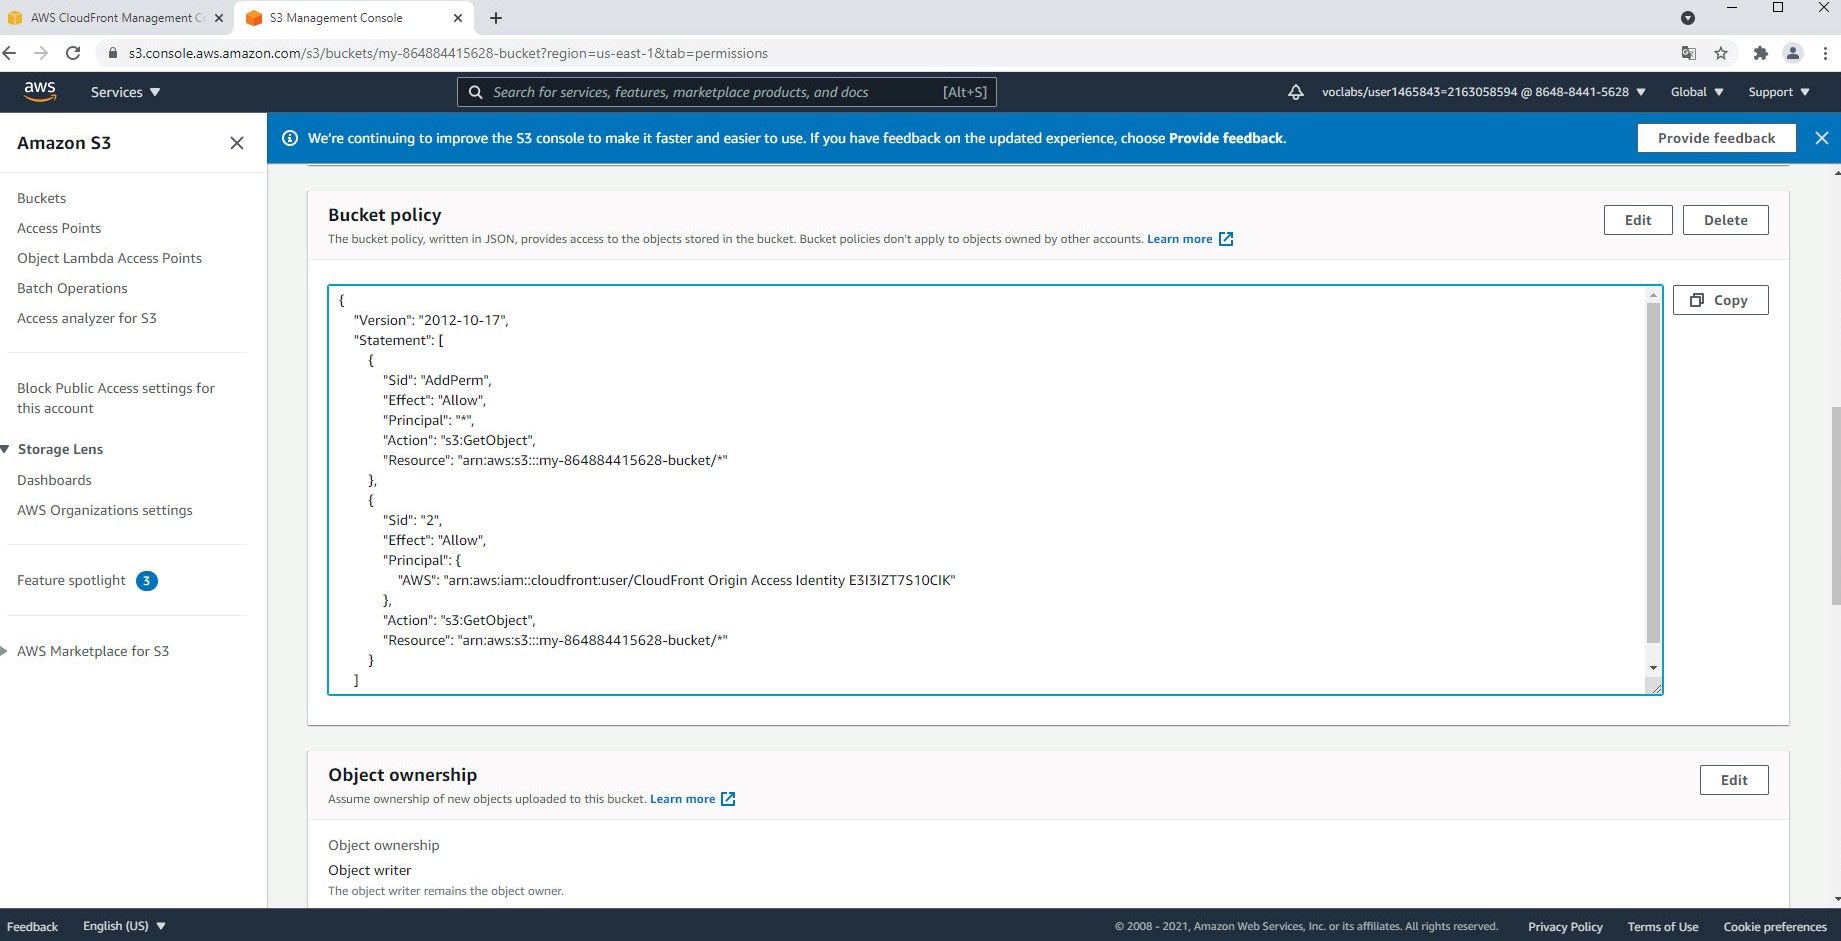 AWS CloudFront Management C
S3 Management Console
s3.console.aws.amazon.com/s3/buckets/my-864884415628-bucket?region=us-east-1&tab=permissions
aws
Services
Search for services, features, marketplace products, and docs
[Alt+S]
voclabs/user1465843=2163058594 @ 8648-8441-5628
Global
Support
Amazon S3
Buckets
Access Points
Object Lambda Access Points
Batch Operations
Access analyzer for S3
Block Public Access settings for
this account
Storage Lens
Dashboards
AWS Organizations settings
Feature spotlight 3
AWS Marketplace for S3
We're continuing to improve the S3 console to make it faster and easier to use. If you have feedback on the updated experience, choose Provide feedback.
Provide feedback
Bucket policy
The bucket policy, written in JSON, provides access to the objects stored in the bucket. Bucket policies don't apply to objects owned by other accounts. Learn more
Edit
Delete
Copy
{
"Version": "2012-10-17",
"Statement": [
{
"Sid": "AddPerm",
"Effect": "Allow",
"Principal": "*",
"Action": "s3:GetObject",
"Resource": "arn:aws:s3:::my-864884415628-bucket/*"
},
{
"Sid": "2",
"Effect": "Allow",
"Principal": {
"AWS": "arn:aws:iam::cloudfront:user/CloudFront Origin Access Identity E3I3IZT7S10CIK"
},
"Action": "s3:GetObject",
"Resource": "arn:aws:s3:::my-864884415628-bucket/*"
}
]
Object ownership
Assume ownership of new objects uploaded to this bucket. Learn more
Edit
Object ownership
Object writer
The object writer remains the object owner.
Feedback
English (US)
© 2008 - 2021, Amazon Web Services, Inc. or its affiliates. All rights reserved.
Privacy Policy
Terms of Use
Cookie preferences